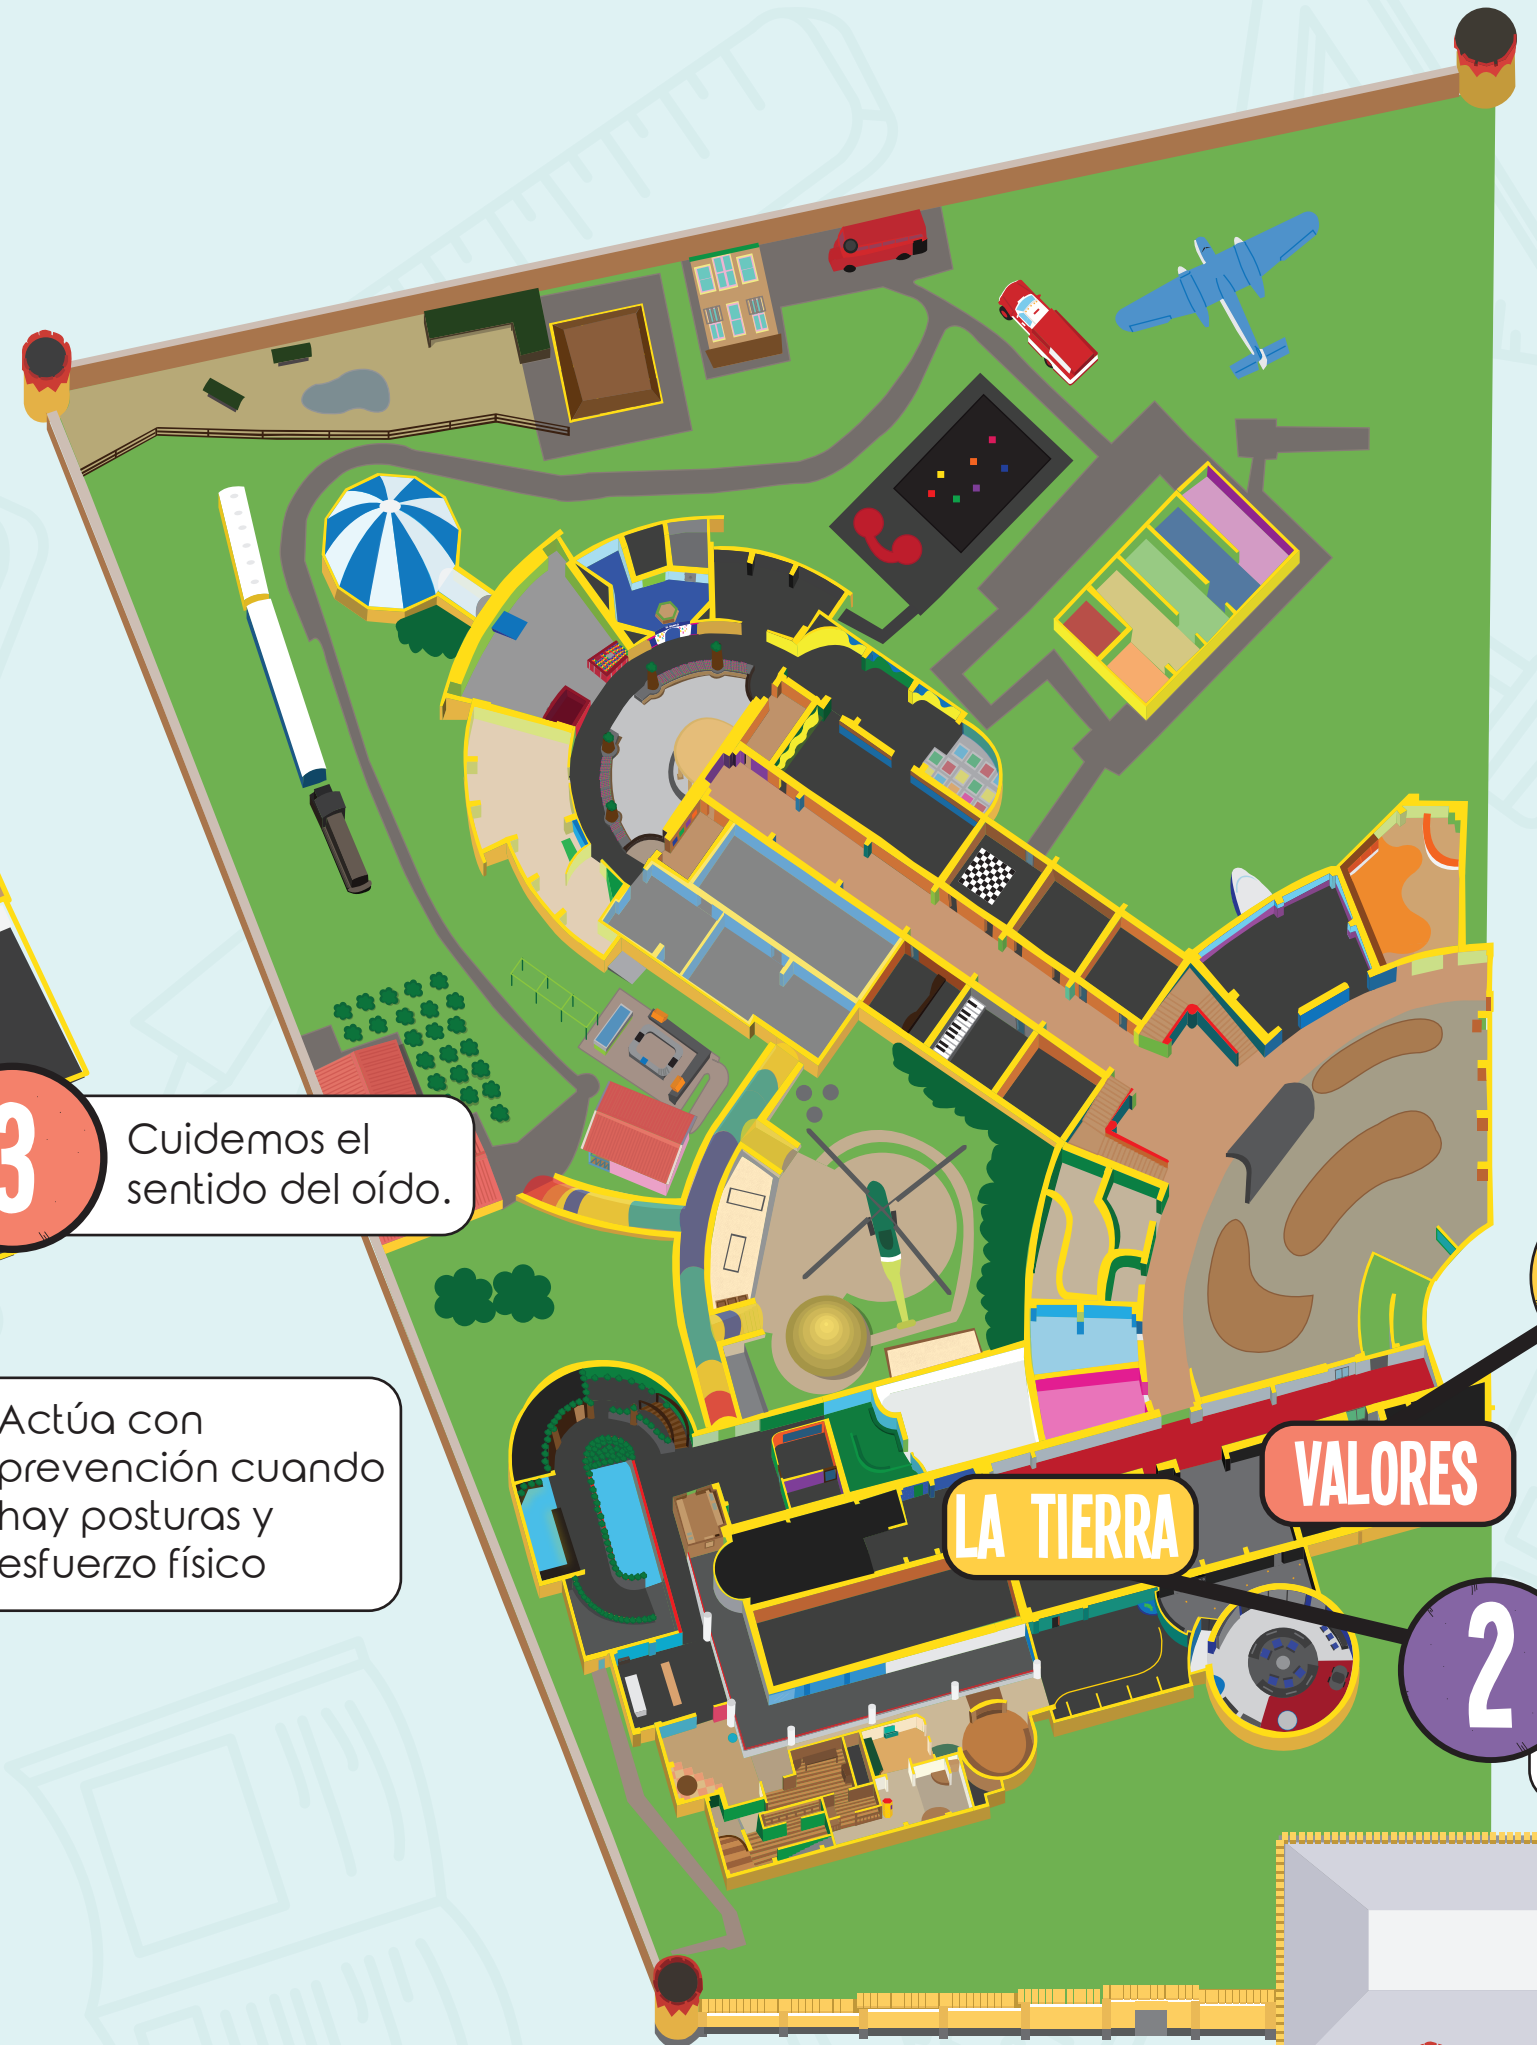 3
Cuidemos el
sentido del oído.
Actúa con
prevención cuando
hay posturas y
esfuerzo físico
VALORES
LA TIERRA
2